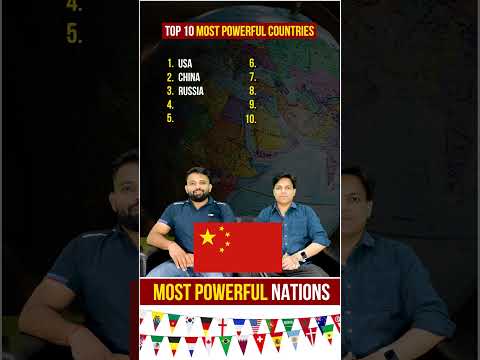 TOP 10 MOST POWERFUL COUNTRIES
1. USA
2. CHINA
3. RUSSIA
4.
5.
6.
7.
8.
9.
10.
MOST POWERFUL NATIONS